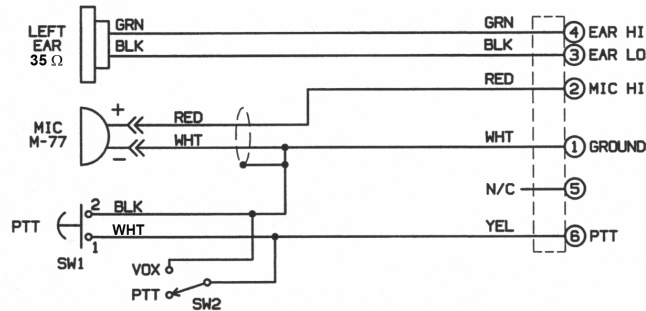 LEFT EAR 35 Ω
GRN
GRN
4 EAR HI
BLK
BLK
3 EAR LO
RED
2 MIC HI
MIC M-77
+
RED
−
WHT
WHT
1 GROUND
N/C
5
PTT
2
BLK
1
WHT
YEL
6 PTT
SW1
VOX
PTT
SW2